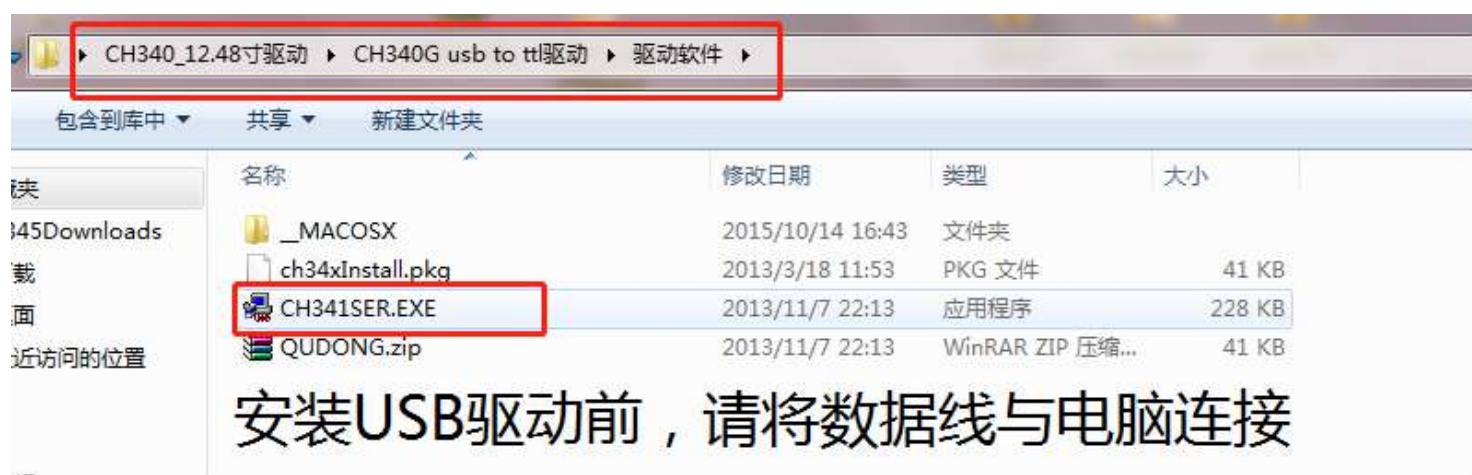 CH340_12.48寸驱动 CH340G usb to ttl驱动 驱动软件
包含到库中 共享 新建文件夹
名称 修改日期 类型 大小
夹
345Downloads
__MACOSX 2015/10/14 16:43 文件夹
载
ch34xInstall.pkg 2013/3/18 11:53 PKG 文件 41 KB
面
CH341SER.EXE 2013/11/7 22:13 应用程序 228 KB
近访问的位置
QUDONG.zip 2013/11/7 22:13 WinRAR ZIP 压缩... 41 KB
安装USB驱动前，请将数据线与电脑连接